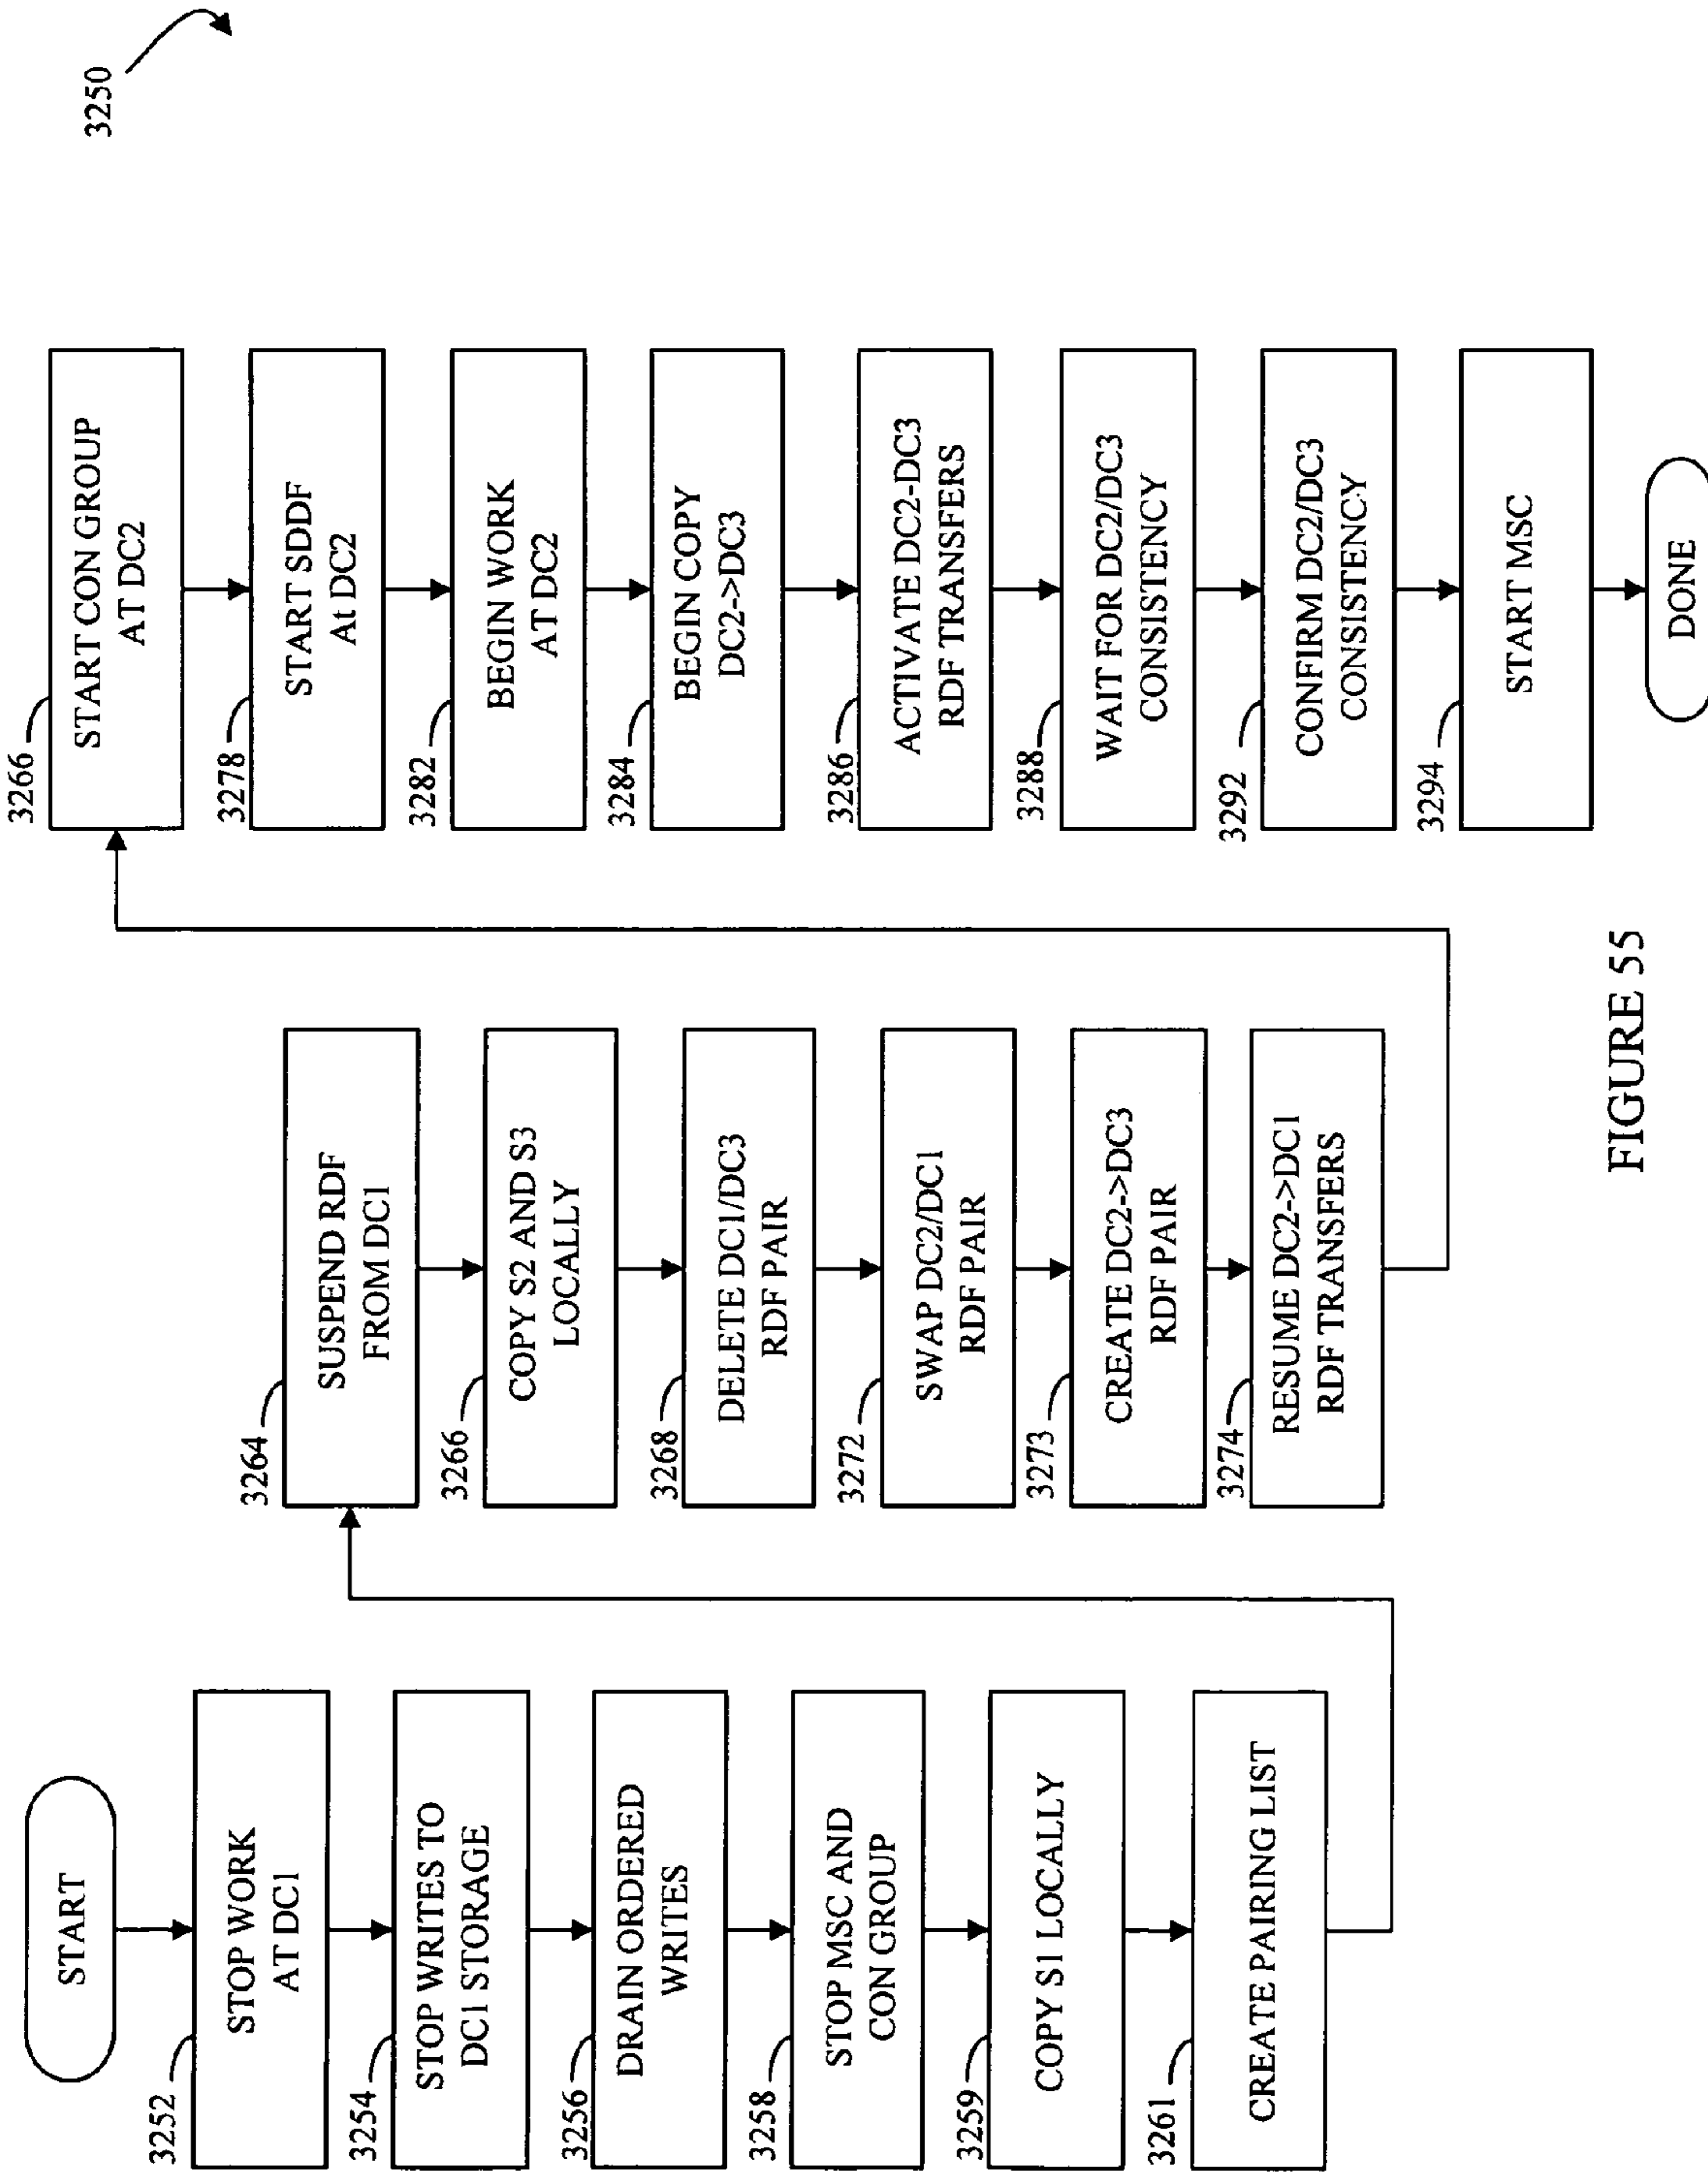 3250
START
3252
STOP WORK
AT DC1
3254
STOP WRITES TO
DC1 STORAGE
3256
DRAIN ORDERED
WRITES
3258
STOP MSC AND
CON GROUP
3259
COPY S1 LOCALLY
3261
CREATE PAIRING LIST
3264
SUSPEND RDF
FROM DC1
3266
COPY S2 AND S3
LOCALLY
3268
DELETE DC1/DC3
RDF PAIR
3272
SWAP DC2/DC1
RDF PAIR
3273
CREATE DC2->DC3
RDF PAIR
3274
RESUME DC2->DC1
RDF TRANSFERS
3266
START CON GROUP
AT DC2
3278
START SDDF
At DC2
3282
BEGIN WORK
AT DC2
3284
BEGIN COPY
DC2->DC3
3286
ACTIVATE DC2-DC3
RDF TRANSFERS
3288
WAIT FOR DC2/DC3
CONSISTENCY
3292
CONFIRM DC2/DC3
CONSISTENCY
3294
START MSC
DONE
FIGURE 55